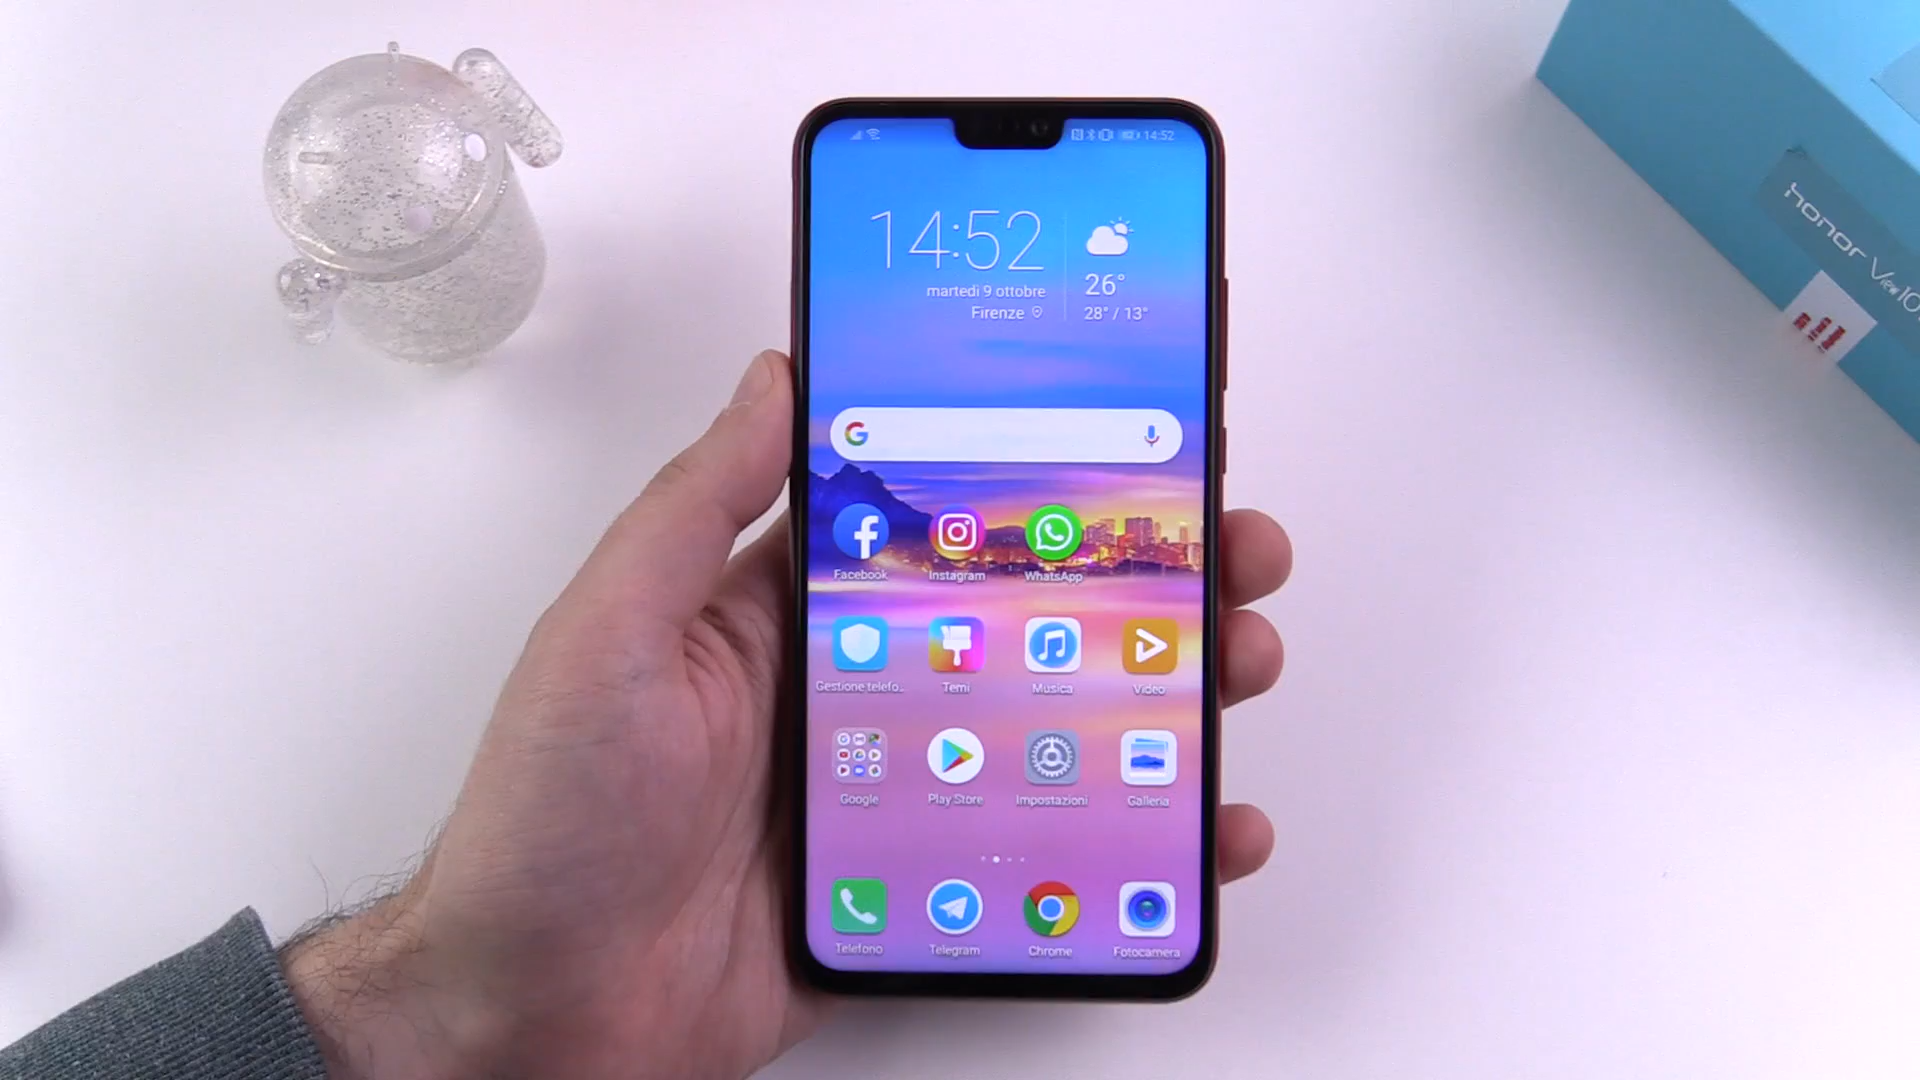 14:52
14:52
martedì 9 ottobre
Firenze
26°
28° / 13°
Facebook
Instagram
WhatsApp
Gestione telefo..
Temi
Musica
Video
Google
Play Store
Impostazioni
Galleria
Telefono
Telegram
Chrome
Fotocamera
honor View10